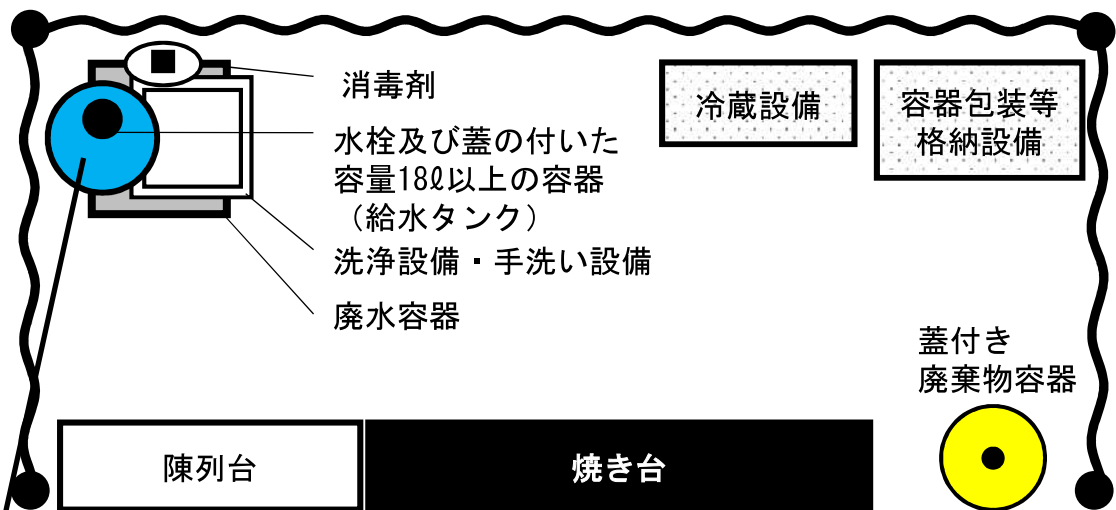 消毒剤
水栓及び蓋の付いた
容量18ℓ以上の容器
（給水タンク）
洗浄設備・手洗い設備
廃水容器
冷蔵設備
容器包装等
格納設備
蓋付き
廃棄物容器
陳列台
焼き台